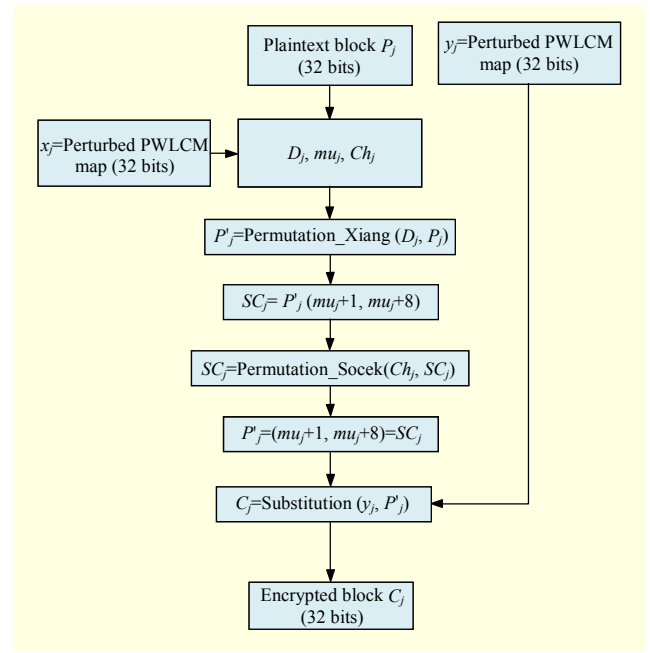 Plaintext block Pj
(32 bits)
yj=Perturbed PWLCM
map (32 bits)
xj=Perturbed PWLCM
map (32 bits)
Dj, muj, Chj
P'j=Permutation_Xiang (Dj, Pj)
SCj= P'j (muj+1, muj+8)
SCj=Permutation_Socek(Chj, SCj)
P'j=(muj+1, muj+8)=SCj
Cj=Substitution (yj, P'j)
Encrypted block Cj
(32 bits)